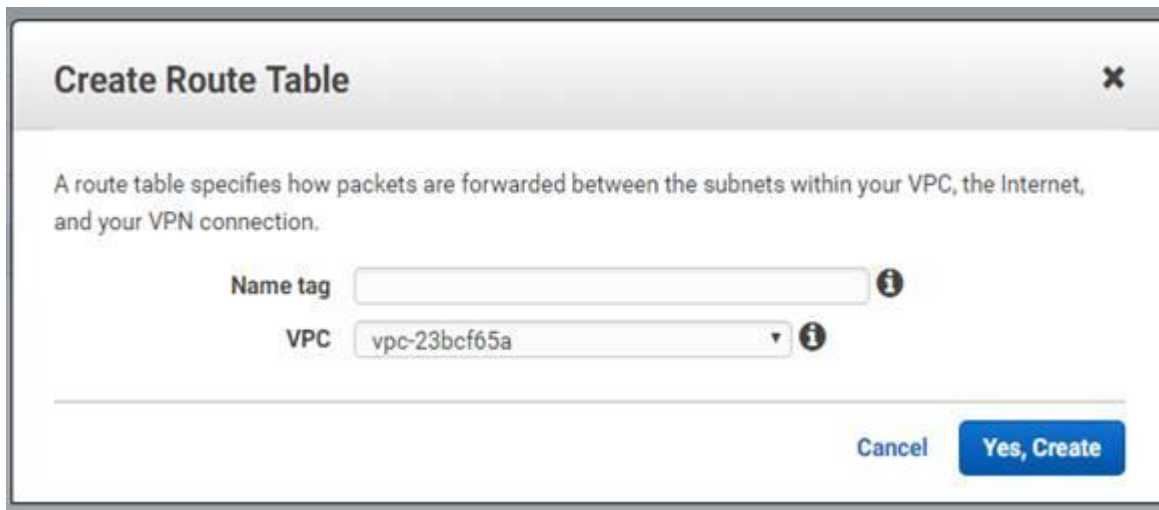 Create Route Table
A route table specifies how packets are forwarded between the subnets within your VPC, the Internet,
and your VPN connection.
Name tag
VPC vpc-23bcf65a
Cancel Yes, Create